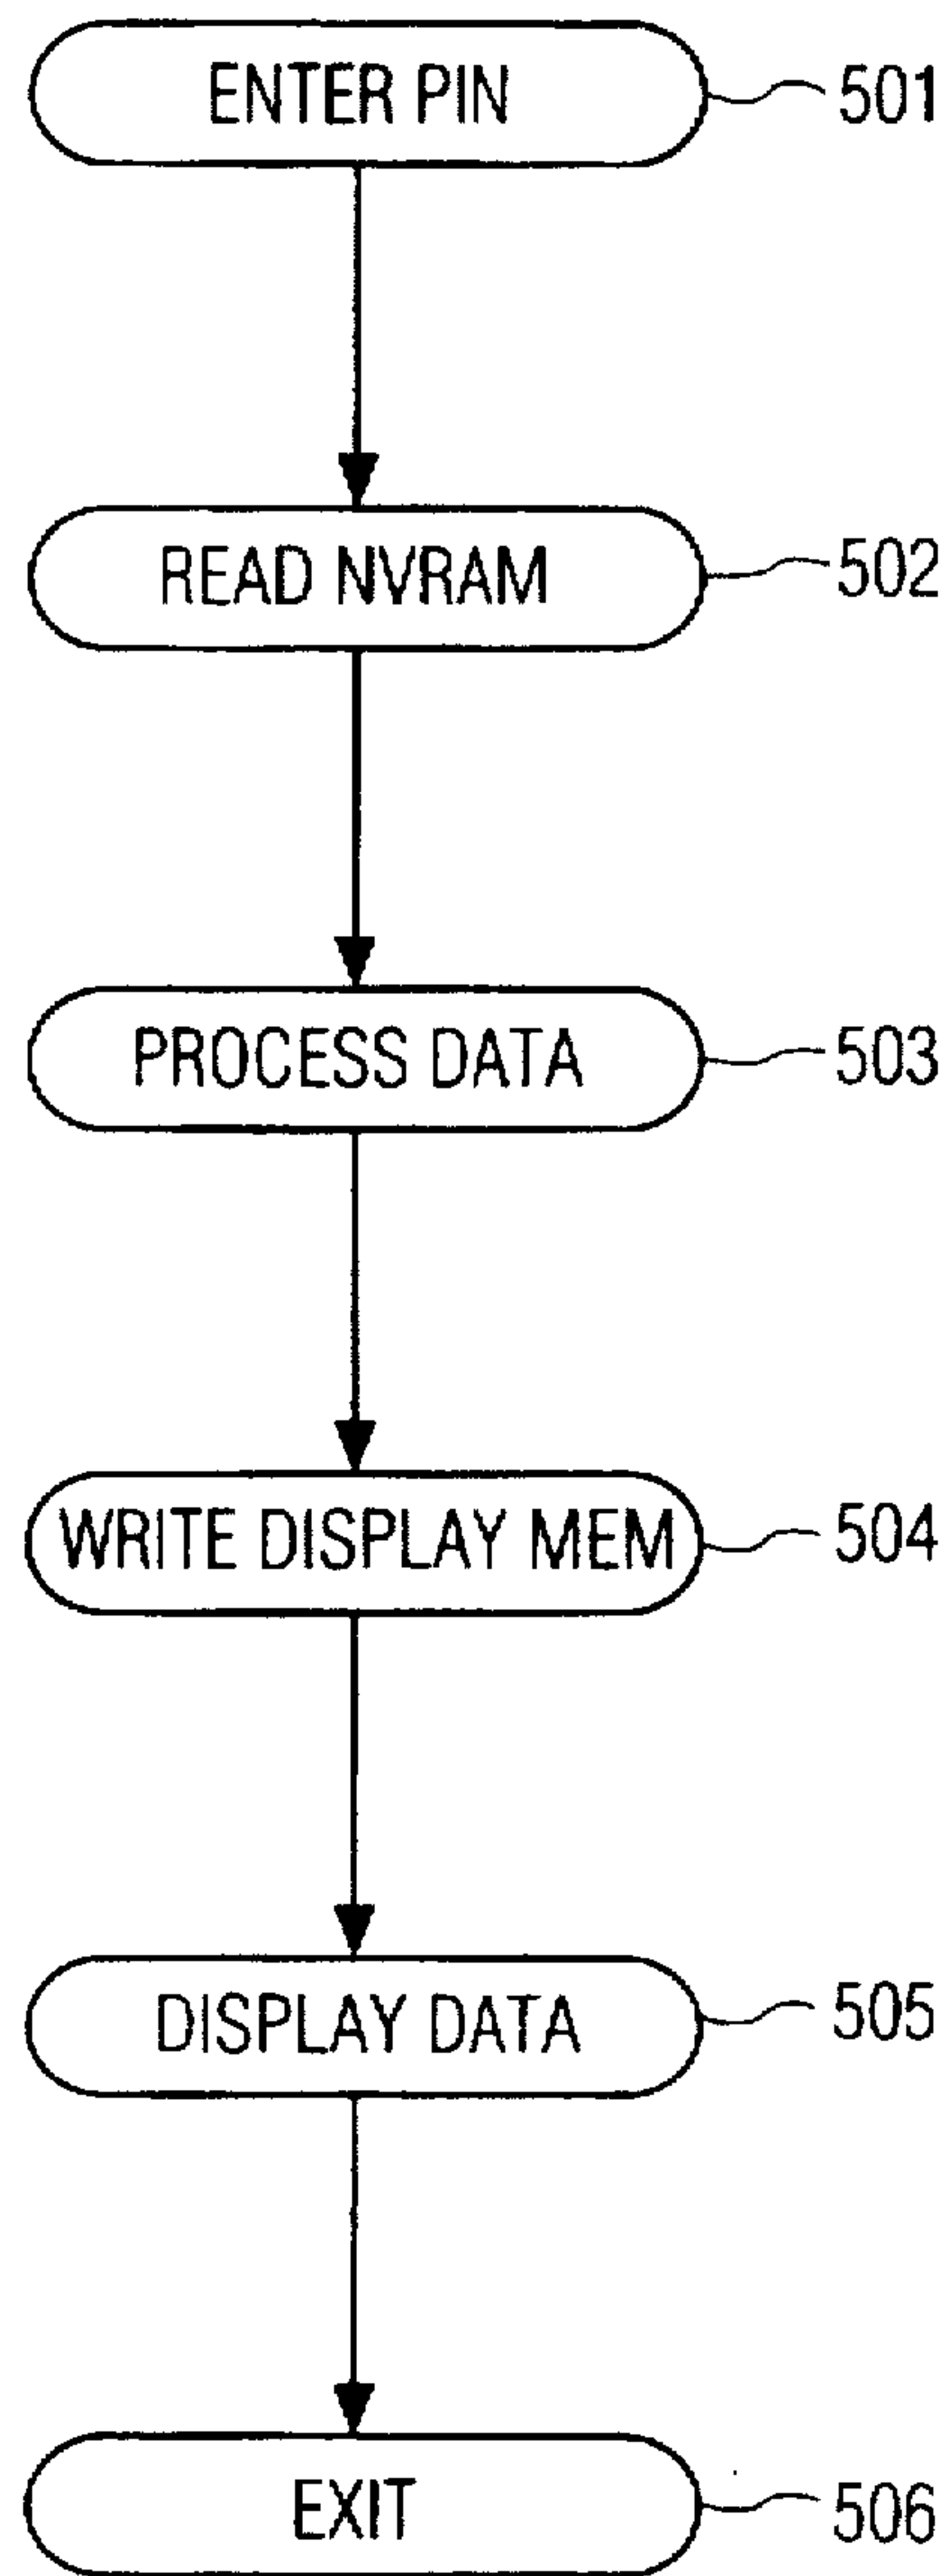 ENTER PIN 501
READ NVRAM 502
PROCESS DATA 503
WRITE DISPLAY MEM 504
DISPLAY DATA 505
EXIT 506